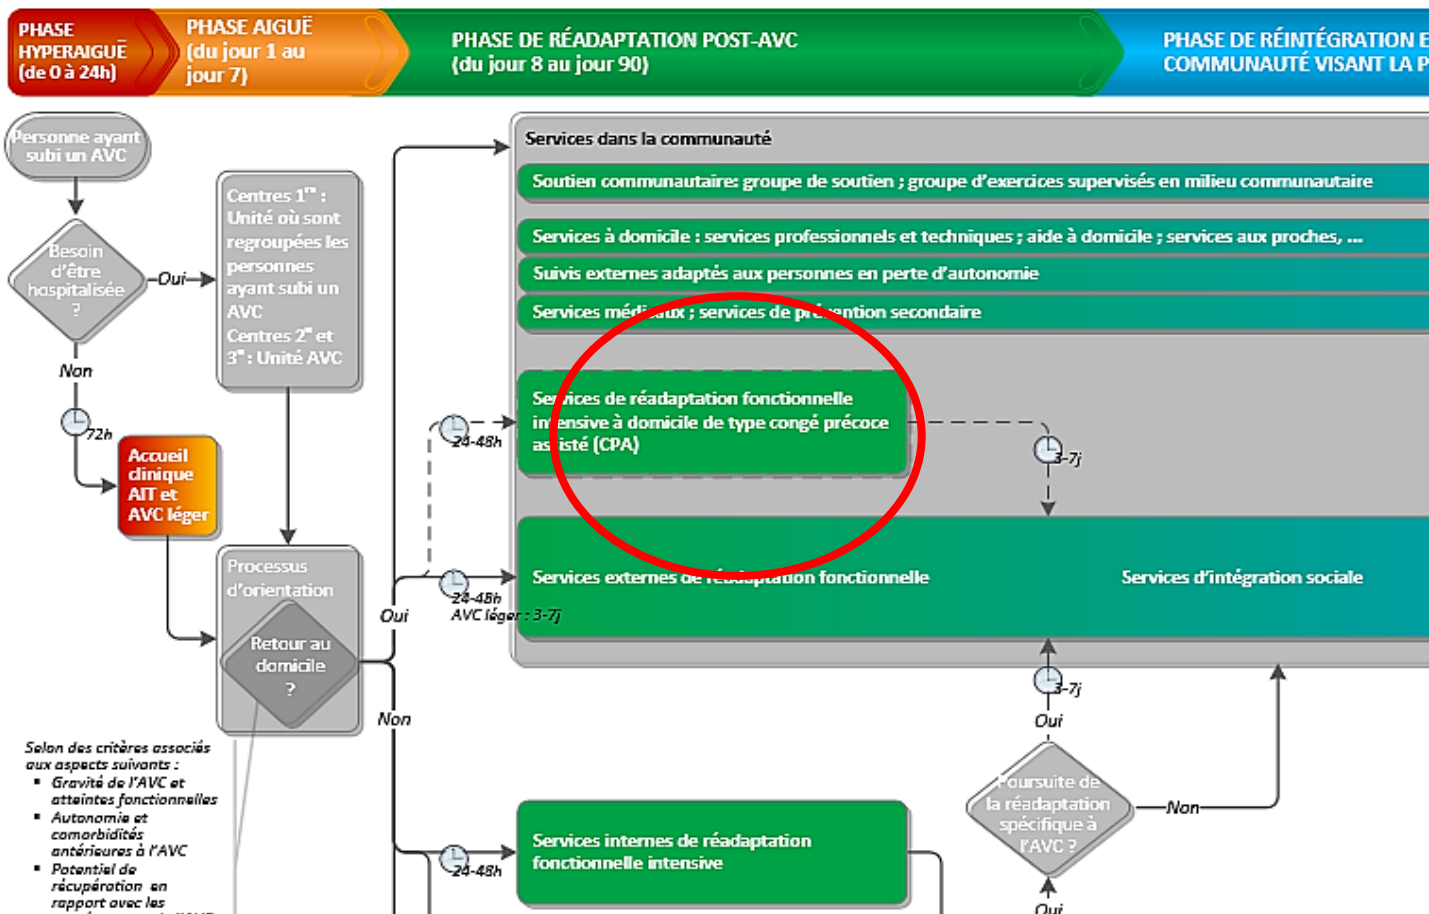 PHASE
HYPERAIGUË
(de 0 à 24h)
PHASE AIGUË
(du jour 1 au
jour 7)
PHASE DE RÉADAPTATION POST-AVC
(du jour 8 au jour 90)
PHASE DE RÉINTÉGRATION E
COMMUNAUTÉ VISANT LA P
Personne ayant
subi un AVC
Besoin
d'être
hospitalisée
?
Oui
Non
72h
Centres 1re :
Unité où sont
regroupées les
personnes
ayant subi un
AVC
Centres 2e et
3e : Unité AVC
Accueil
clinique
AIT et
AVC léger
Processus
d'orientation
Retour au
domicile
?
Oui
Non
Selon des critères associés
aux aspects suivants :
▪ Gravité de l'AVC et
atteintes fonctionnelles
▪ Autonomie et
comorbidités
antérieures à l'AVC
▪ Potentiel de
récupération en
rapport avec les
Services dans la communauté
Soutien communautaire: groupe de soutien ; groupe d'exercices supervisés en milieu communautaire
Services à domicile : services professionnels et techniques ; aide à domicile ; services aux proches, ...
Suivis externes adaptés aux personnes en perte d'autonomie
Services médicaux ; services de prévention secondaire
24-48h
Services de réadaptation fonctionnelle
intensive à domicile de type congé précoce
assisté (CPA)
3-7j
24-48h
AVC léger : 3-7j
Services externes de réadaptation fonctionnelle
Services d'intégration sociale
3-7j
Oui
Poursuite de
la réadaptation
spécifique à
l'AVC ?
Non
Oui
24-48h
Services internes de réadaptation
fonctionnelle intensive